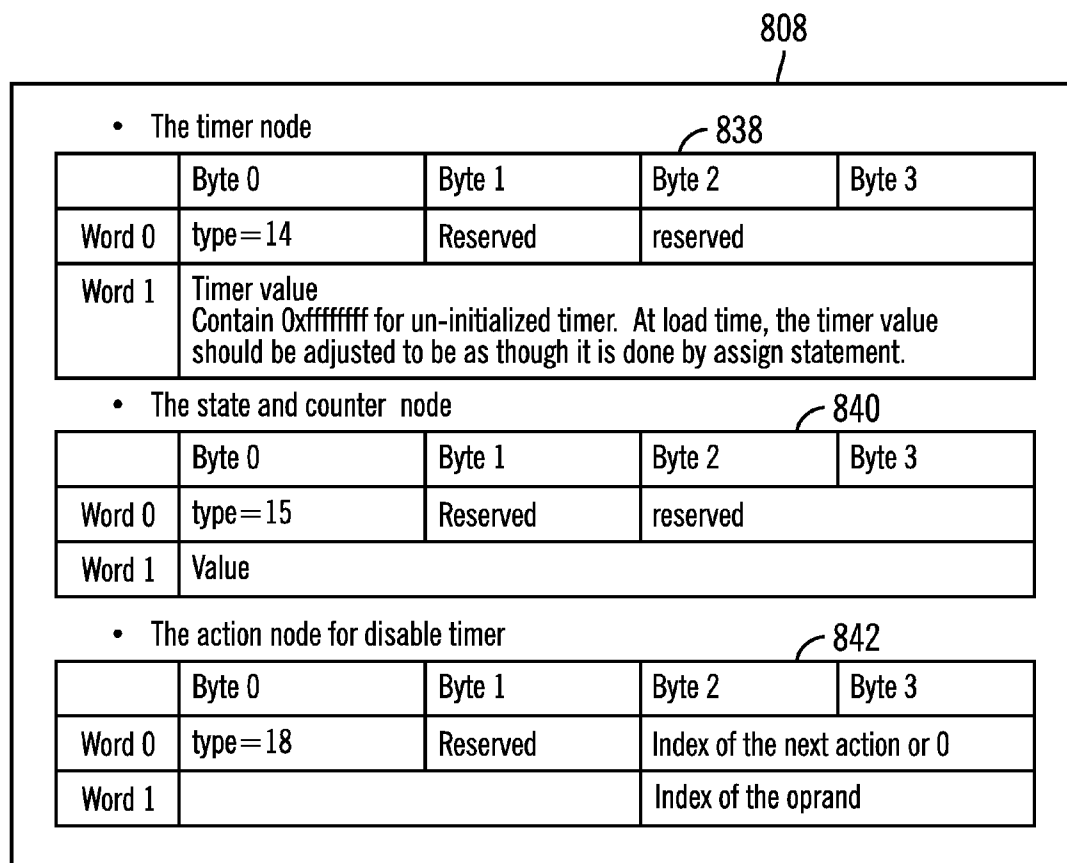 808
• The timer node
838
Byte 0 Byte 1 Byte 2 Byte 3
Word 0 type=14 Reserved reserved
Word 1 Timer value
Contain 0xffffffff for un-initialized timer. At load time, the timer value
should be adjusted to be as though it is done by assign statement.
• The state and counter node
840
Byte 0 Byte 1 Byte 2 Byte 3
Word 0 type=15 Reserved reserved
Word 1 Value
• The action node for disable timer
842
Byte 0 Byte 1 Byte 2 Byte 3
Word 0 type=18 Reserved Index of the next action or 0
Word 1 Index of the oprand